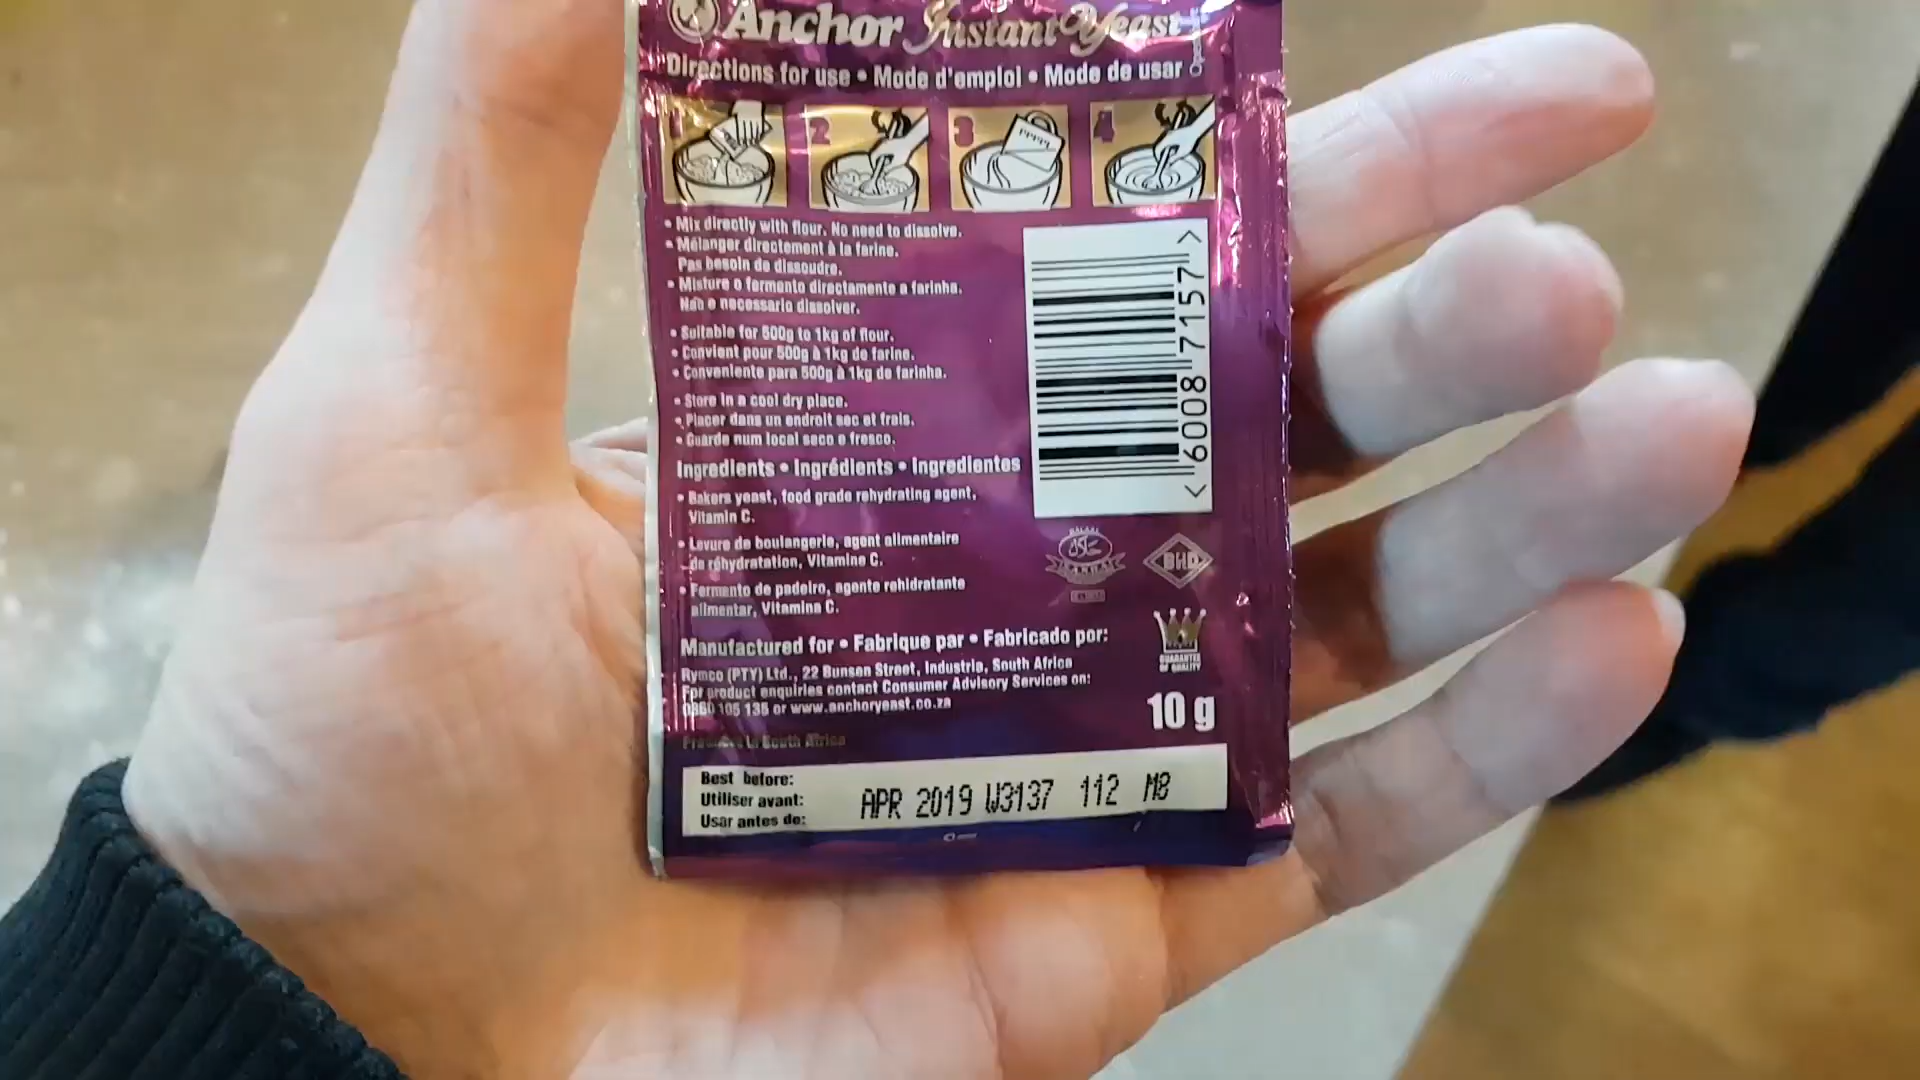 Anchor Instant Yeast
Directions for use • Mode d'emploi • Mode de usar
1 2 3 4
• Mix directly with flour. No need to dissolve.
• Mélanger directement à la farine.
Pas besoin de dissoudre.
• Misture o fermento directamente a farinha.
Não e necessario dissolver.
• Suitable for 500g to 1kg of flour.
• Convient pour 500g à 1kg de farine.
• Conveniente para 500g à 1kg de farinha.
• Store in a cool dry place.
• Placer dans un endroit sec et frais.
• Guarde num local seco e fresco.
6008 7157
Ingredients • Ingrédients • Ingredientes
• Bakers yeast, food grade rehydrating agent,
Vitamin C.
• Levure de boulangerie, agent alimentaire
de réhydratation, Vitamine C.
• Fermento de padeiro, agente rehidratante
alimentar, Vitamina C.
BHD
Manufactured for • Fabrique par • Fabricado por:
Rymco (PTY) Ltd., 22 Bunsen Street, Industria, South Africa
For product enquiries contact Consumer Advisory Services on:
0860 105 135 or www.anchoryeast.co.za
GUARANTEE
OF QUALITY
10 g
South Africa
Best before:
Utiliser avant:
Usar antes de:
APR 2019 W3137 112 M8